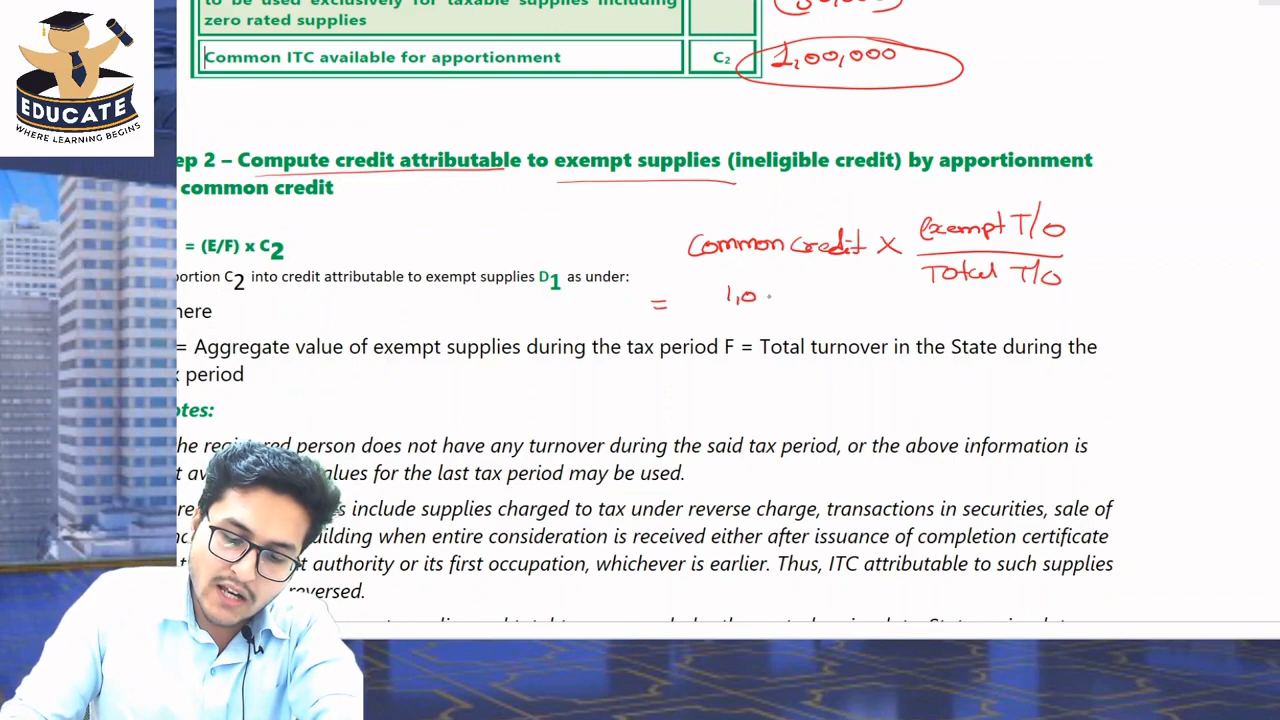 EDUCATE
WHERE LEARNING BEGINS
to be used exclusively for taxable supplies including
zero rated supplies
Common ITC available for apportionment C2 1,00,000
ep 2 – Compute credit attributable to exempt supplies (ineligible credit) by apportionment
common credit
= (E/F) x C2
Common Credit x Exempt T/O
Total T/O
portion C2 into credit attributable to exempt supplies D1 as under:
= 1,0
here
= Aggregate value of exempt supplies during the tax period F = Total turnover in the State during the
period
otes:
he registered person does not have any turnover during the said tax period, or the above information is
values for the last tax period may be used.
include supplies charged to tax under reverse charge, transactions in securities, sale of
building when entire consideration is received either after issuance of completion certificate
authority or its first occupation, whichever is earlier. Thus, ITC attributable to such supplies
reversed.